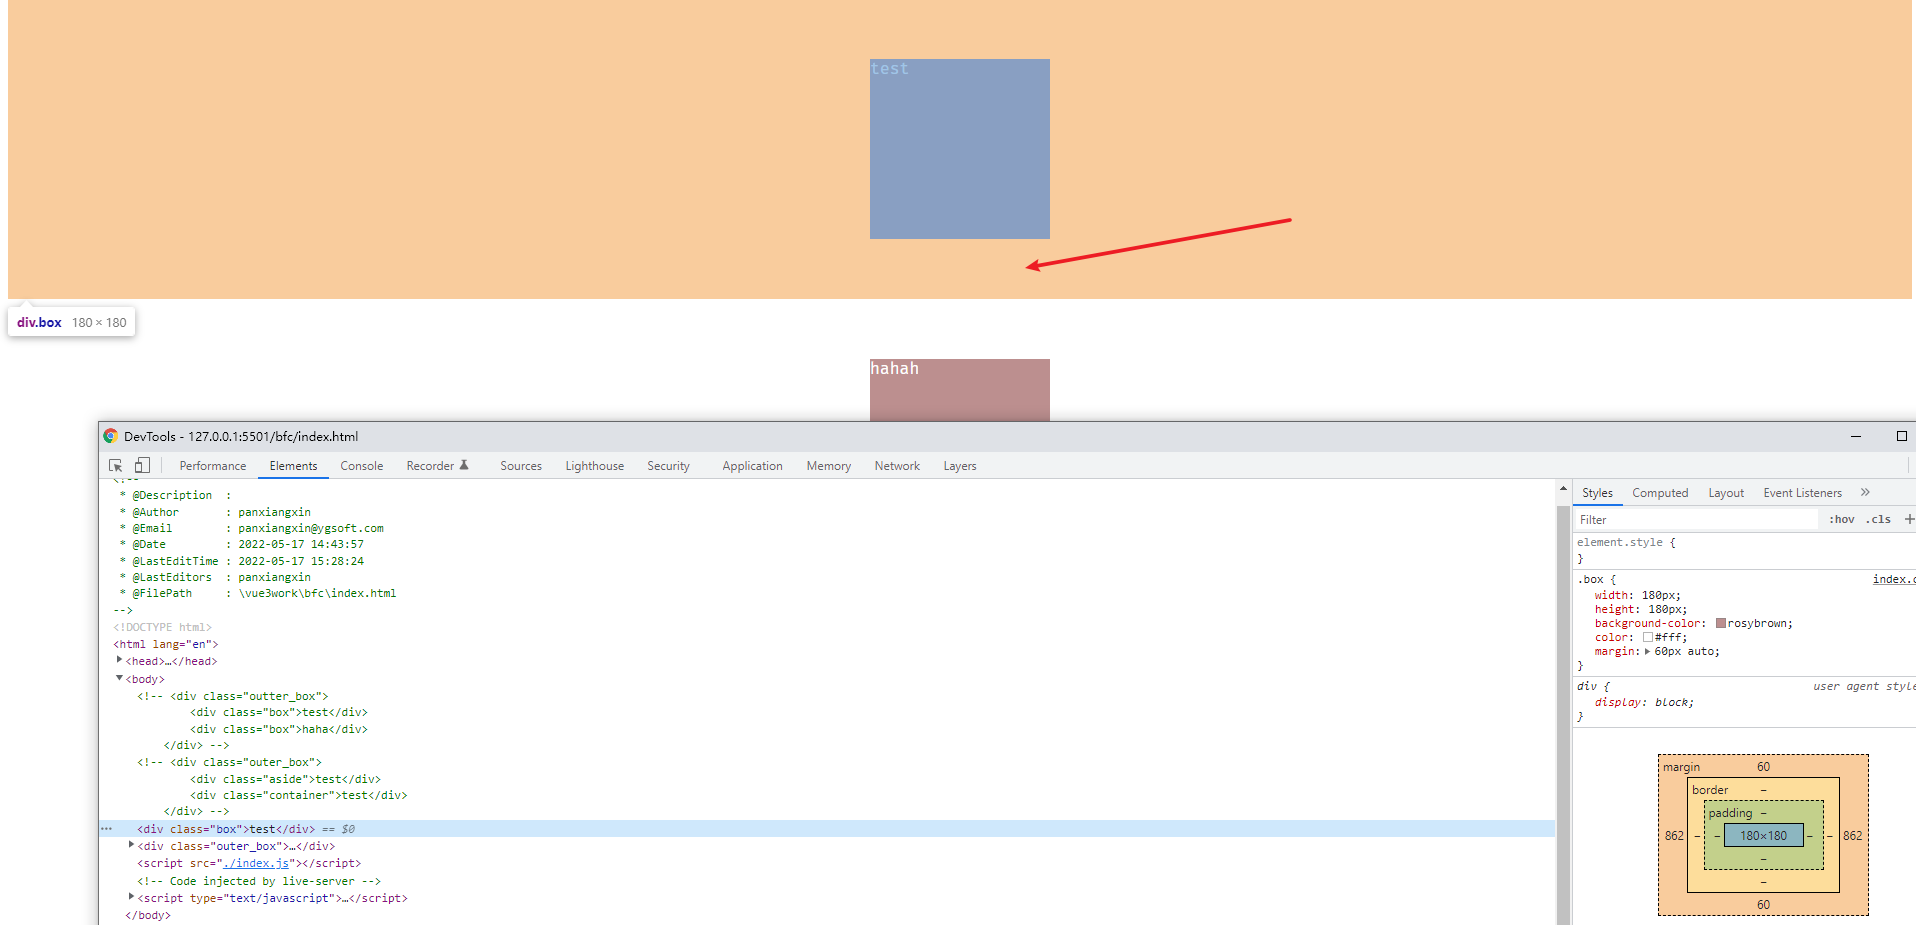 test
div.box 180 × 180
hahah
DevTools - 127.0.0.1:5501/bfc/index.html
Performance Elements Console Recorder Sources Lighthouse Security Application Memory Network Layers
<!--
* @Description :
* @Author : panxiangxin
* @Email : panxiangxin@ygsoft.com
* @Date : 2022-05-17 14:43:57
* @LastEditTime : 2022-05-17 15:28:24
* @LastEditors : panxiangxin
* @FilePath : \vue3work\bfc\index.html
-->
<!DOCTYPE html>
<html lang="en">
<head>…</head>
<body>
<!-- <div class="outter_box">
<div class="box">test</div>
<div class="box">haha</div>
</div> -->
<!-- <div class="outer_box">
<div class="aside">test</div>
<div class="container">test</div>
</div> -->
<div class="box">test</div> == $0
<div class="outer_box">…</div>
<script src="./index.js"></script>
<!-- Code injected by live-server -->
<script type="text/javascript">…</script>
</body>
Styles Computed Layout Event Listeners »
Filter :hov .cls +
element.style {
}
.box { index.c
width: 180px;
height: 180px;
background-color: rosybrown;
color: #fff;
margin: 60px auto;
}
div { user agent style
display: block;
}
margin 60
border –
padding –
862 – – 180×180 – – 862
–
–
60